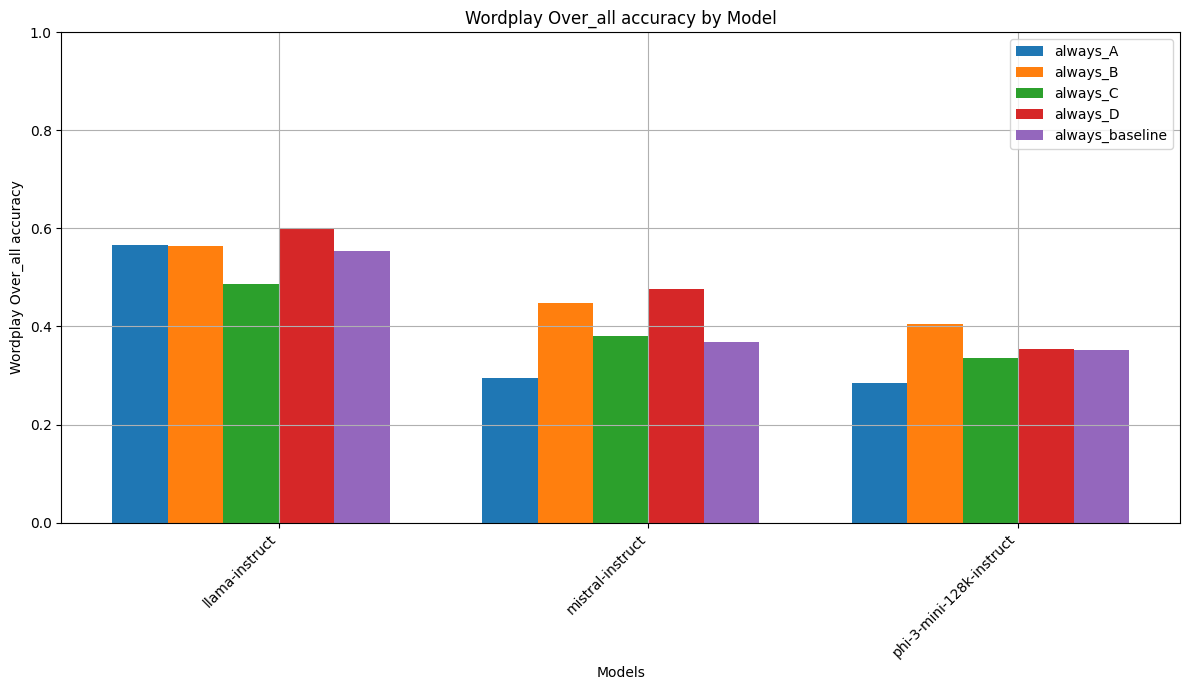 Wordplay Over_all accuracy by Model
1.0
0.8
0.6
0.4
0.2
0.0
Wordplay Over_all accuracy
always_A
always_B
always_C
always_D
always_baseline
llama-instruct
mistral-instruct
phi-3-mini-128k-instruct
Models